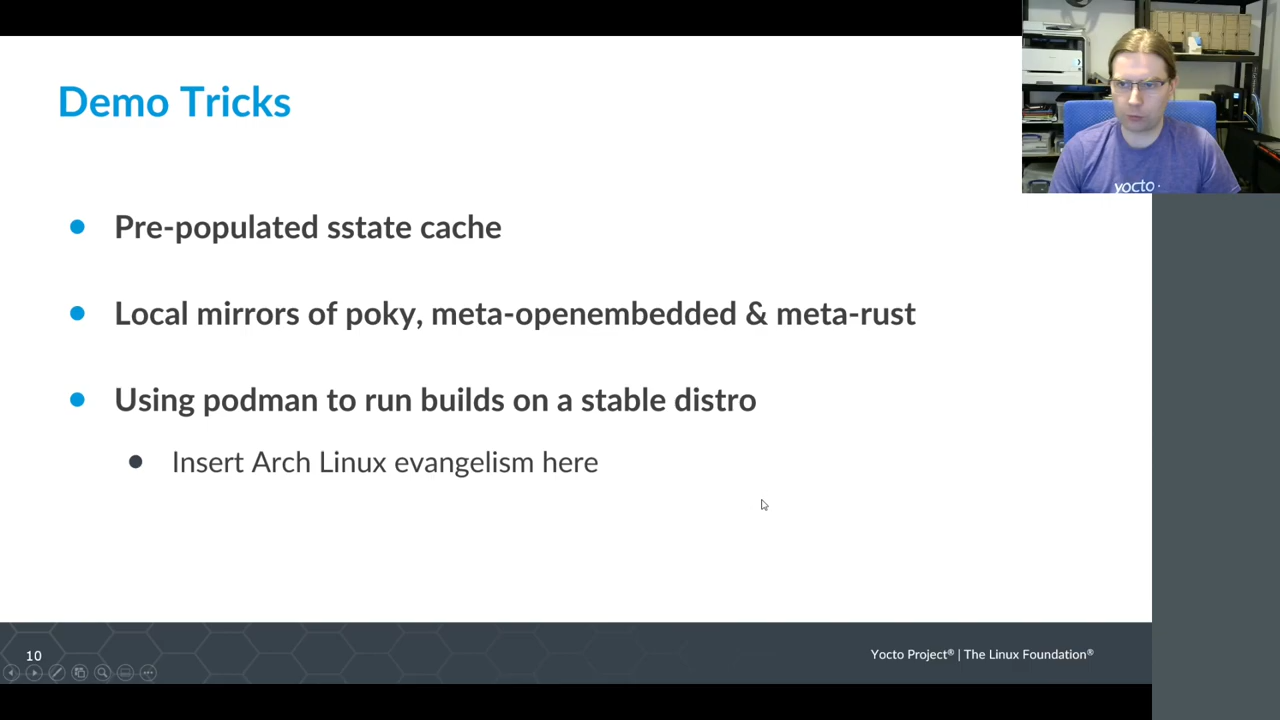 Demo Tricks
Pre-populated sstate cache
Local mirrors of poky, meta-openembedded & meta-rust
Using podman to run builds on a stable distro
Insert Arch Linux evangelism here
10
Yocto Project® | The Linux Foundation®
yocto